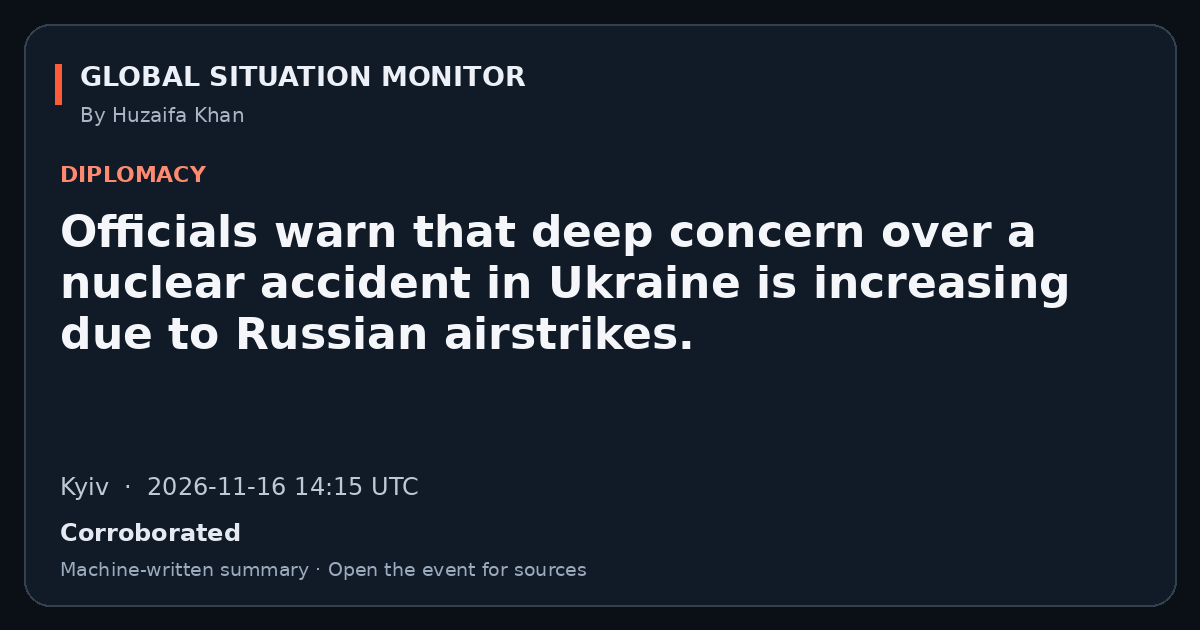 GLOBAL SITUATION MONITOR
By Huzaifa Khan
DIPLOMACY
Officials warn that deep concern over a
nuclear accident in Ukraine is increasing
due to Russian airstrikes.
Kyiv · 2026-11-16 14:15 UTC
Corroborated
Machine-written summary · Open the event for sources